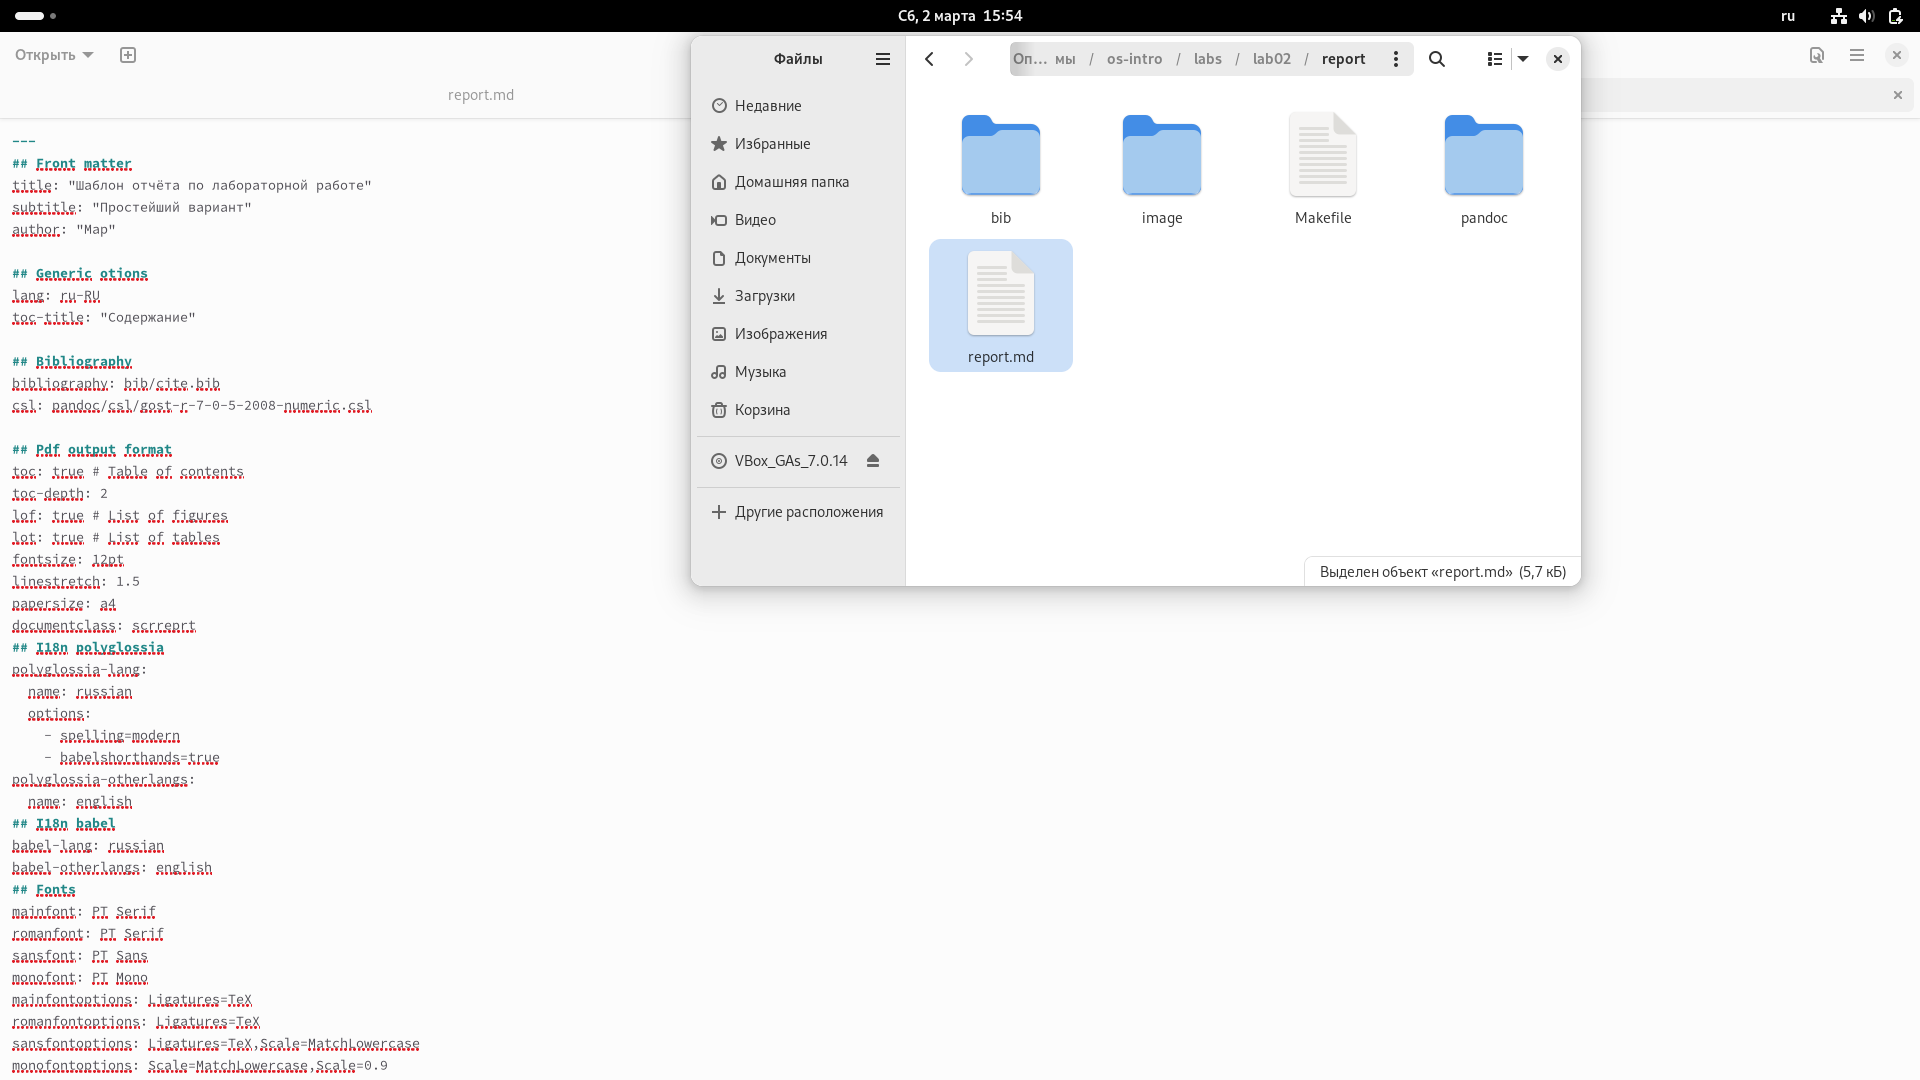 Сб, 2 марта 15:54
ru
Открыть
report.md
---
## Front matter
title: "Шаблон отчёта по лабораторной работе"
subtitle: "Простейший вариант"
author: "Мар"
## Generic otions
lang: ru-RU
toc-title: "Содержание"
## Bibliography
bibliography: bib/cite.bib
csl: pandoc/csl/gost-r-7-0-5-2008-numeric.csl
## Pdf output format
toc: true # Table of contents
toc-depth: 2
lof: true # List of figures
lot: true # List of tables
fontsize: 12pt
linestretch: 1.5
papersize: a4
documentclass: scrreprt
## I18n polyglossia
polyglossia-lang:
  name: russian
  options:
    - spelling=modern
    - babelshorthands=true
polyglossia-otherlangs:
  name: english
## I18n babel
babel-lang: russian
babel-otherlangs: english
## Fonts
mainfont: PT Serif
romanfont: PT Serif
sansfont: PT Sans
monofont: PT Mono
mainfontoptions: Ligatures=TeX
romanfontoptions: Ligatures=TeX
sansfontoptions: Ligatures=TeX,Scale=MatchLowercase
monofontoptions: Scale=MatchLowercase,Scale=0.9
Файлы
Недавние
Избранные
Домашняя папка
Видео
Документы
Загрузки
Изображения
Музыка
Корзина
VBox_GAs_7.0.14
Другие расположения
Оп… мы / os-intro / labs / lab02 / report
bib
image
Makefile
pandoc
report.md
Выделен объект «report.md» (5,7 кБ)